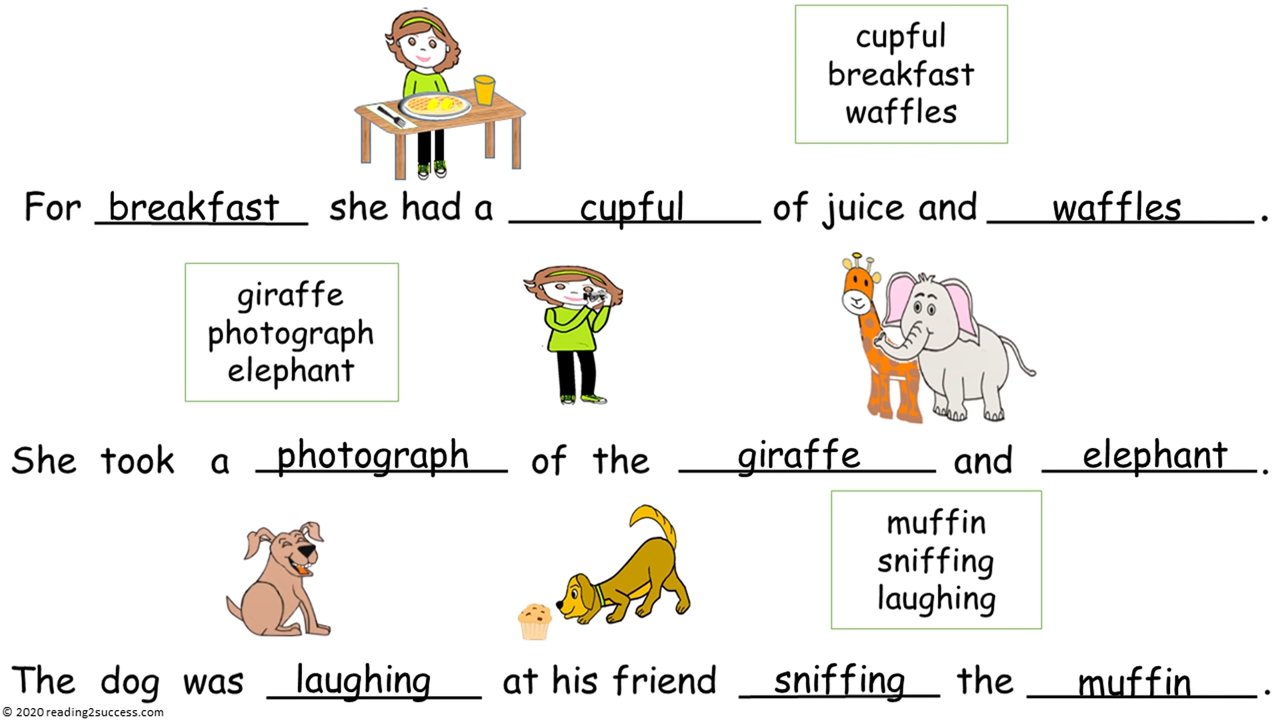 cupful
breakfast
waffles
For breakfast she had a cupful of juice and waffles.
giraffe
photograph
elephant
She took a photograph of the giraffe and elephant.
muffin
sniffing
laughing
The dog was laughing at his friend sniffing the muffin.
© 2020 reading2success.com